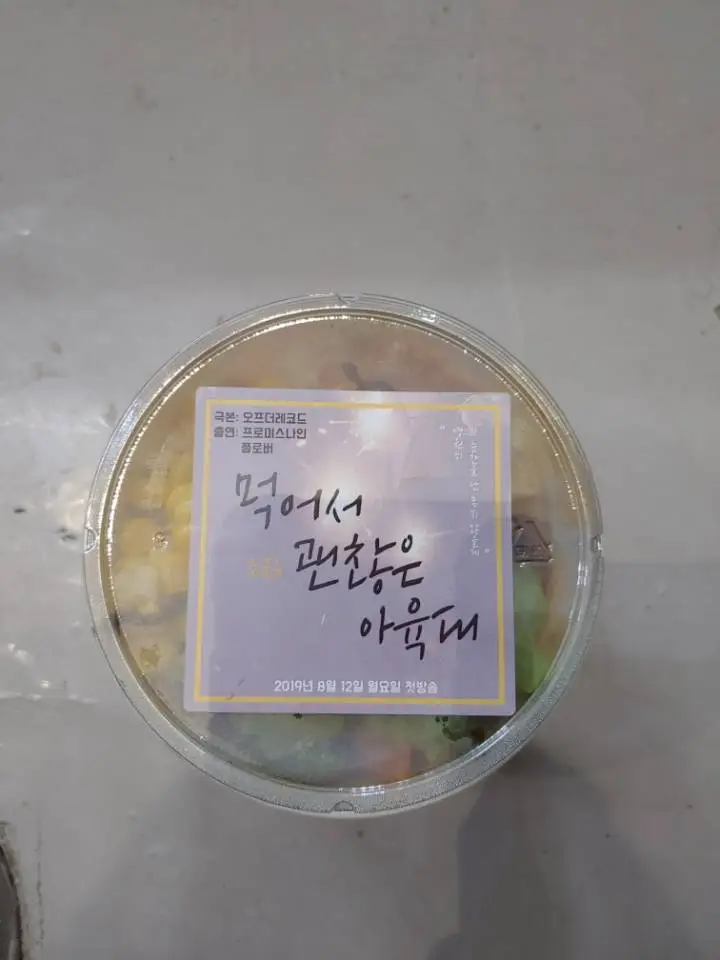 극본: 오프더레코드
출연: 프로미스나인
플로버
먹어서
괜찮은
아육대
2019년 8월 12일 월요일 첫방송